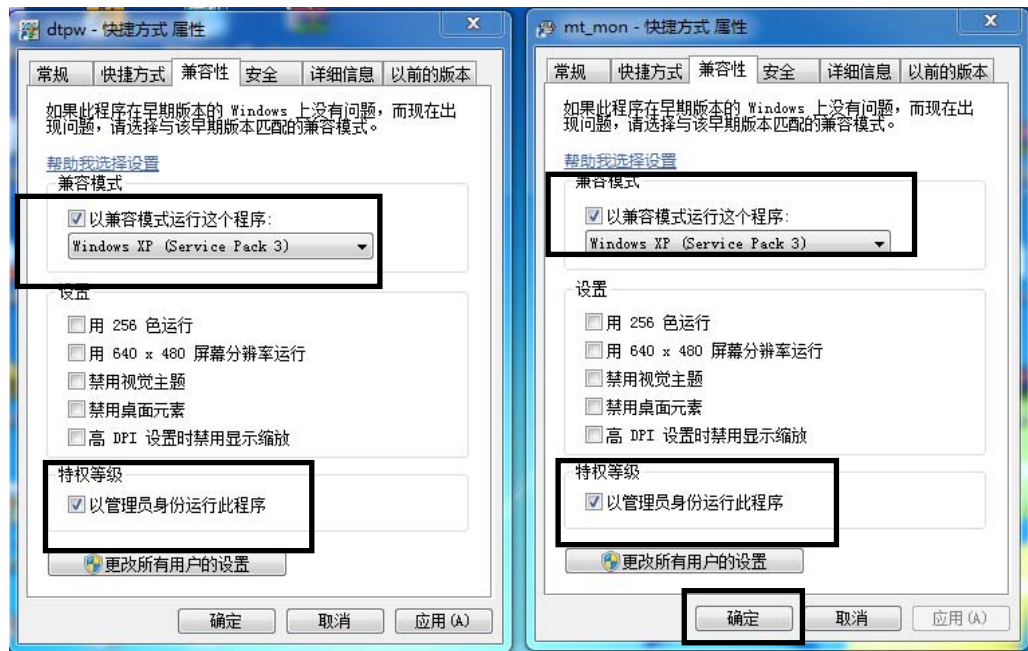 dtpw - 快捷方式 属性
常规 快捷方式 兼容性 安全 详细信息 以前的版本
如果此程序在早期版本的 Windows 上没有问题，而现在出
现问题，请选择与该早期版本匹配的兼容模式。
帮助我选择设置
兼容模式
以兼容模式运行这个程序:
Windows XP (Service Pack 3)
设置
用 256 色运行
用 640 x 480 屏幕分辨率运行
禁用视觉主题
禁用桌面元素
高 DPI 设置时禁用显示缩放
特权等级
以管理员身份运行此程序
更改所有用户的设置
确定 取消 应用(A)
mt_mon - 快捷方式 属性
常规 快捷方式 兼容性 安全 详细信息 以前的版本
如果此程序在早期版本的 Windows 上没有问题，而现在出
现问题，请选择与该早期版本匹配的兼容模式。
帮助我选择设置
兼容模式
以兼容模式运行这个程序:
Windows XP (Service Pack 3)
设置
用 256 色运行
用 640 x 480 屏幕分辨率运行
禁用视觉主题
禁用桌面元素
高 DPI 设置时禁用显示缩放
特权等级
以管理员身份运行此程序
更改所有用户的设置
确定 取消 应用(A)